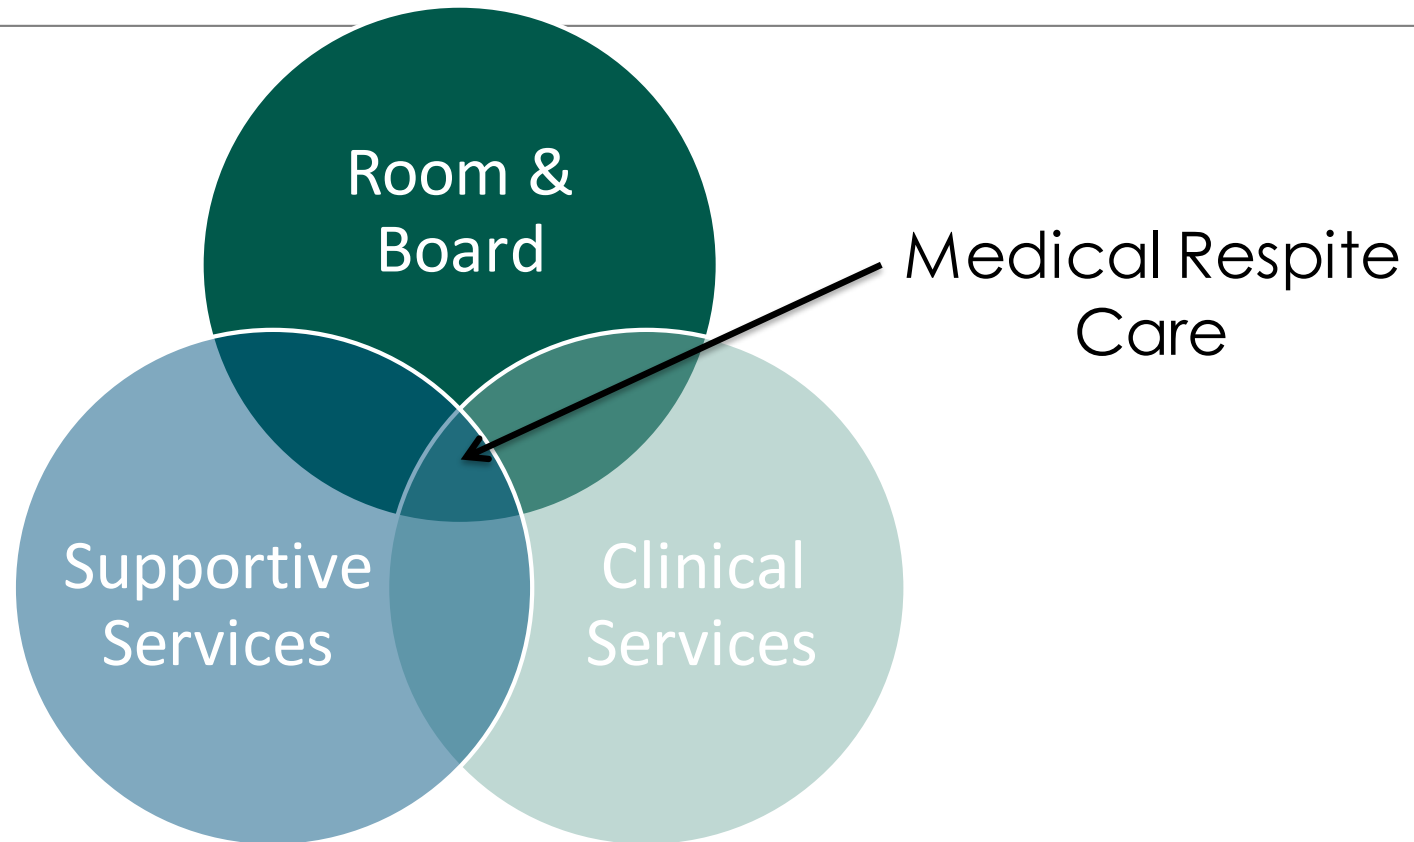 Room &
Board
Medical Respite
Care
Supportive
Services
Clinical
Services